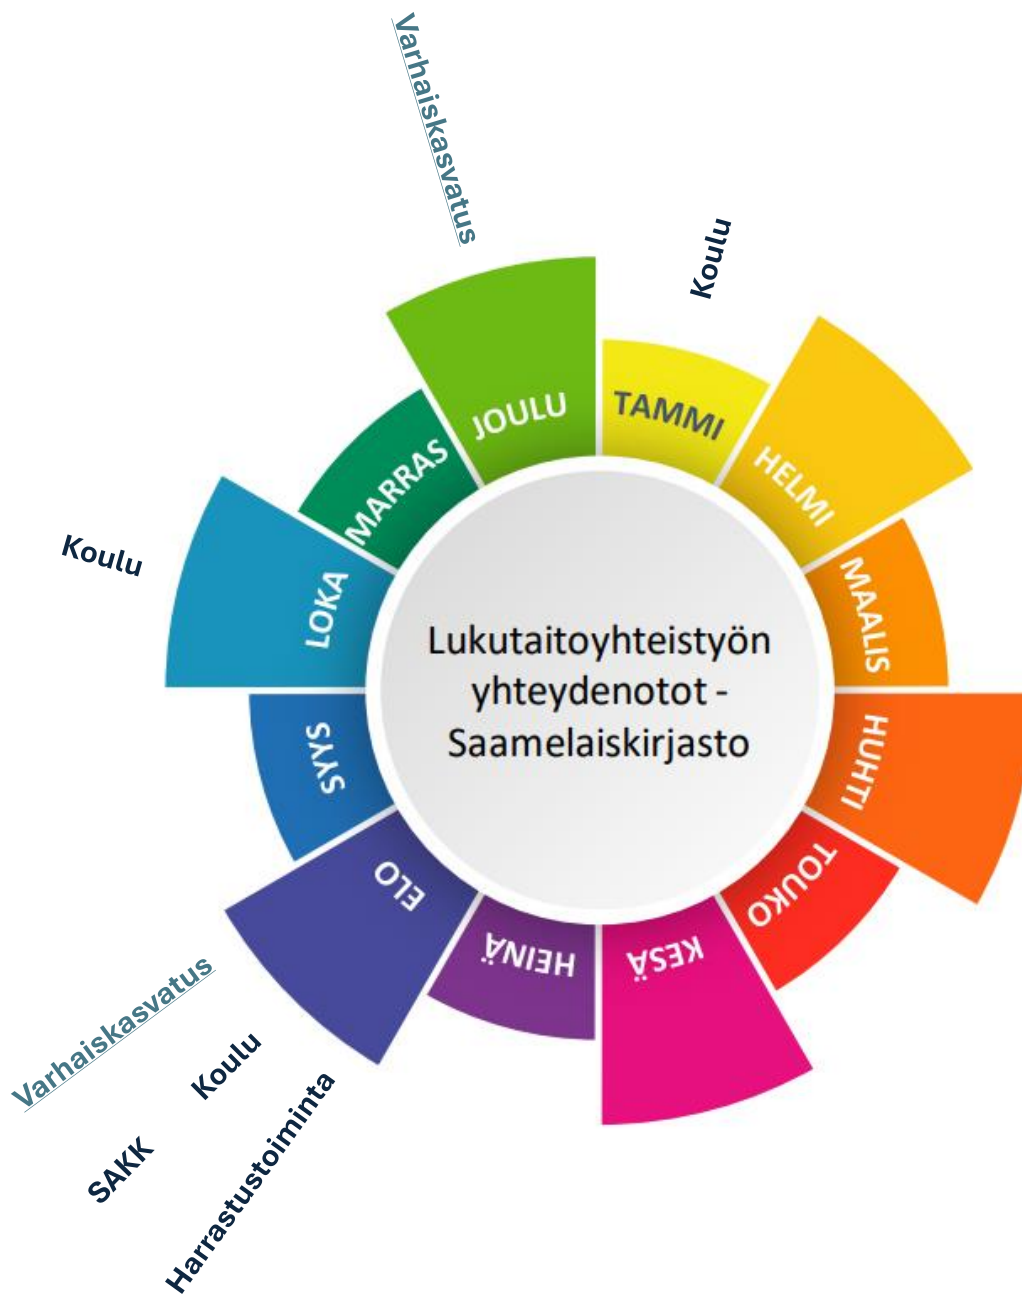 Varhaiskasvatus
Koulu
JOULU
TAMMI
HELMI
MARRAS
MAALIS
Koulu
LOKA
Lukutaitoyhteistyön
yhteydenotot -
Saamelaiskirjasto
HUHTI
SYYS
TOUKO
ELO
KESÄ
HEINÄ
Varhaiskasvatus
Koulu
SAKK
Harrastustoiminta